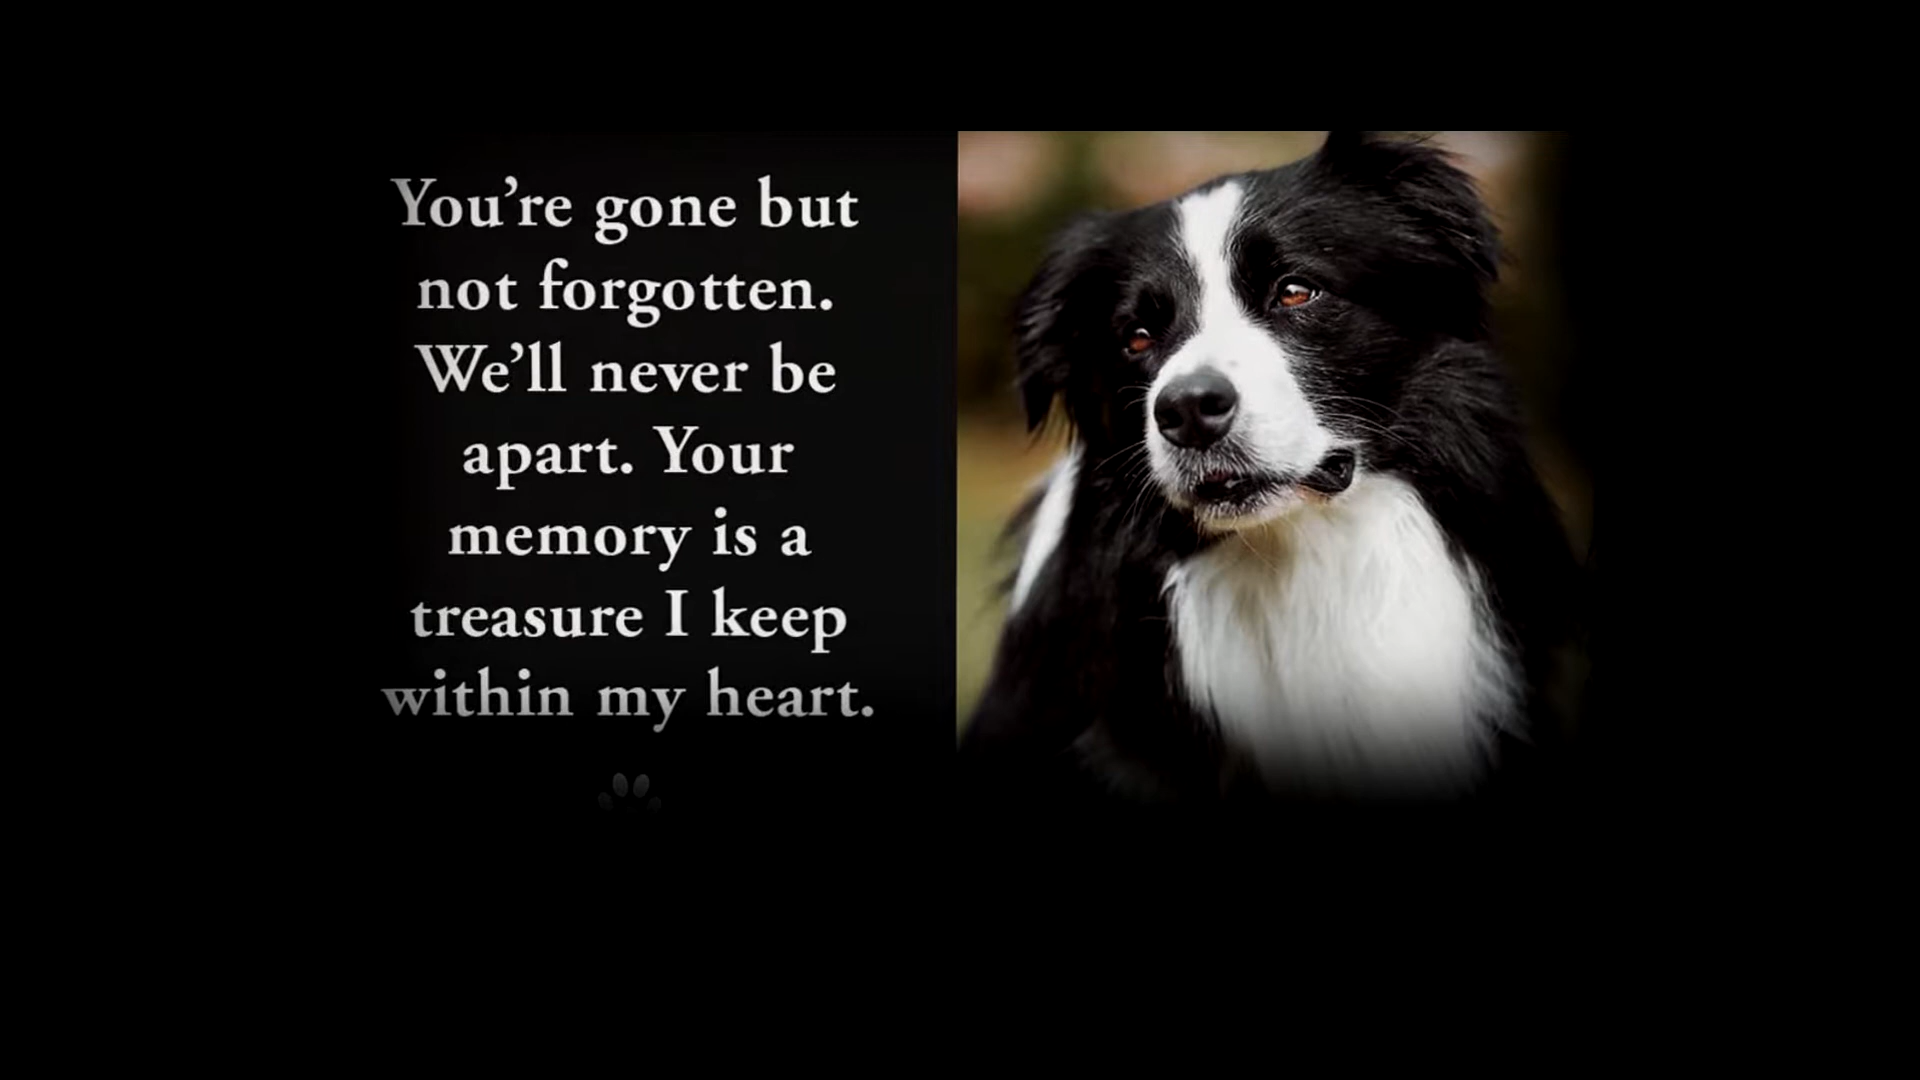 You’re gone but
not forgotten.
We’ll never be
apart. Your
memory is a
treasure I keep
within my heart.